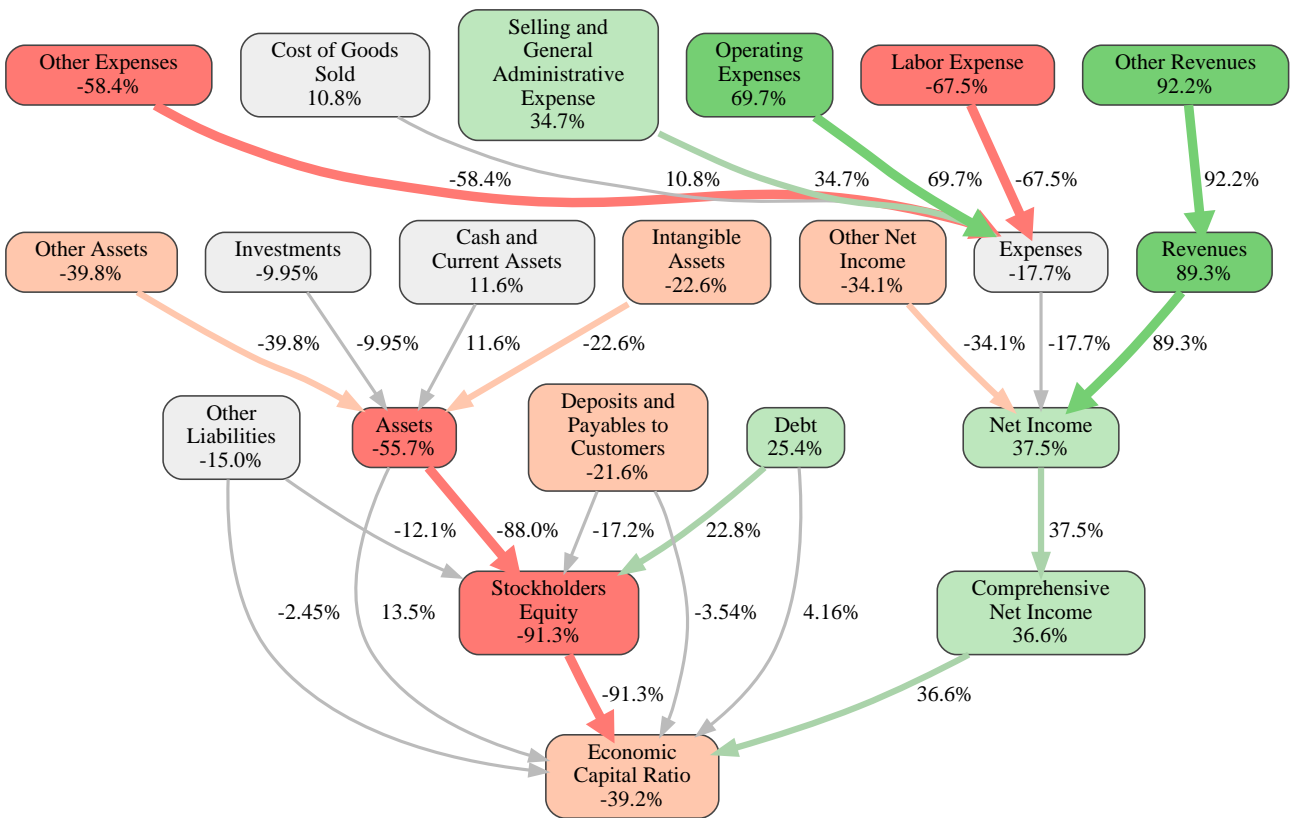 Other Expenses
-58.4%
Cost of Goods
Sold
10.8%
Selling and
General
Administrative
Expense
34.7%
Operating
Expenses
69.7%
Labor Expense
-67.5%
Other Revenues
92.2%
-58.4%
10.8%
34.7%
69.7%
-67.5%
92.2%
Other Assets
-39.8%
Investments
-9.95%
Cash and
Current Assets
11.6%
Intangible
Assets
-22.6%
Other Net
Income
-34.1%
Expenses
-17.7%
Revenues
89.3%
-39.8%
-9.95%
11.6%
-22.6%
-34.1%
-17.7%
89.3%
Other
Liabilities
-15.0%
Assets
-55.7%
Deposits and
Payables to
Customers
-21.6%
Debt
25.4%
Net Income
37.5%
-12.1%
-88.0%
-17.2%
22.8%
37.5%
-2.45%
13.5%
Stockholders
Equity
-91.3%
-3.54%
4.16%
Comprehensive
Net Income
36.6%
-91.3%
36.6%
Economic
Capital Ratio
-39.2%